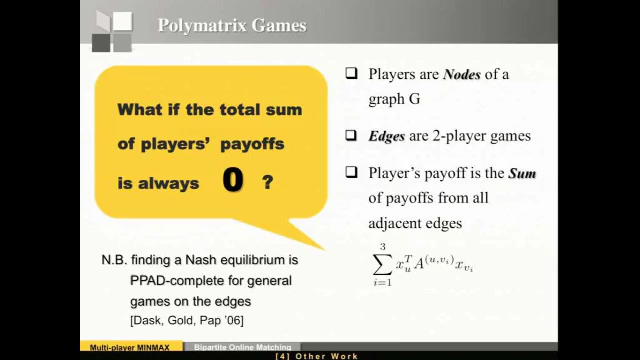 Polymatrix Games
What if the total sum
of players' payoffs
is always 0 ?
N.B. finding a Nash equilibrium is
PPAD-complete for general
games on the edges
[Dask, Gold, Pap '06]
❑ Players are Nodes of a
graph G
❑ Edges are 2-player games
❑ Player's payoff is the Sum
of payoffs from all
adjacent edges
\sum_{i=1}^{3} x_u^T A^{(u,v_i)} x_{v_i}
Multi-player MINMAX Bipartite Online Matching
[4] Other Work